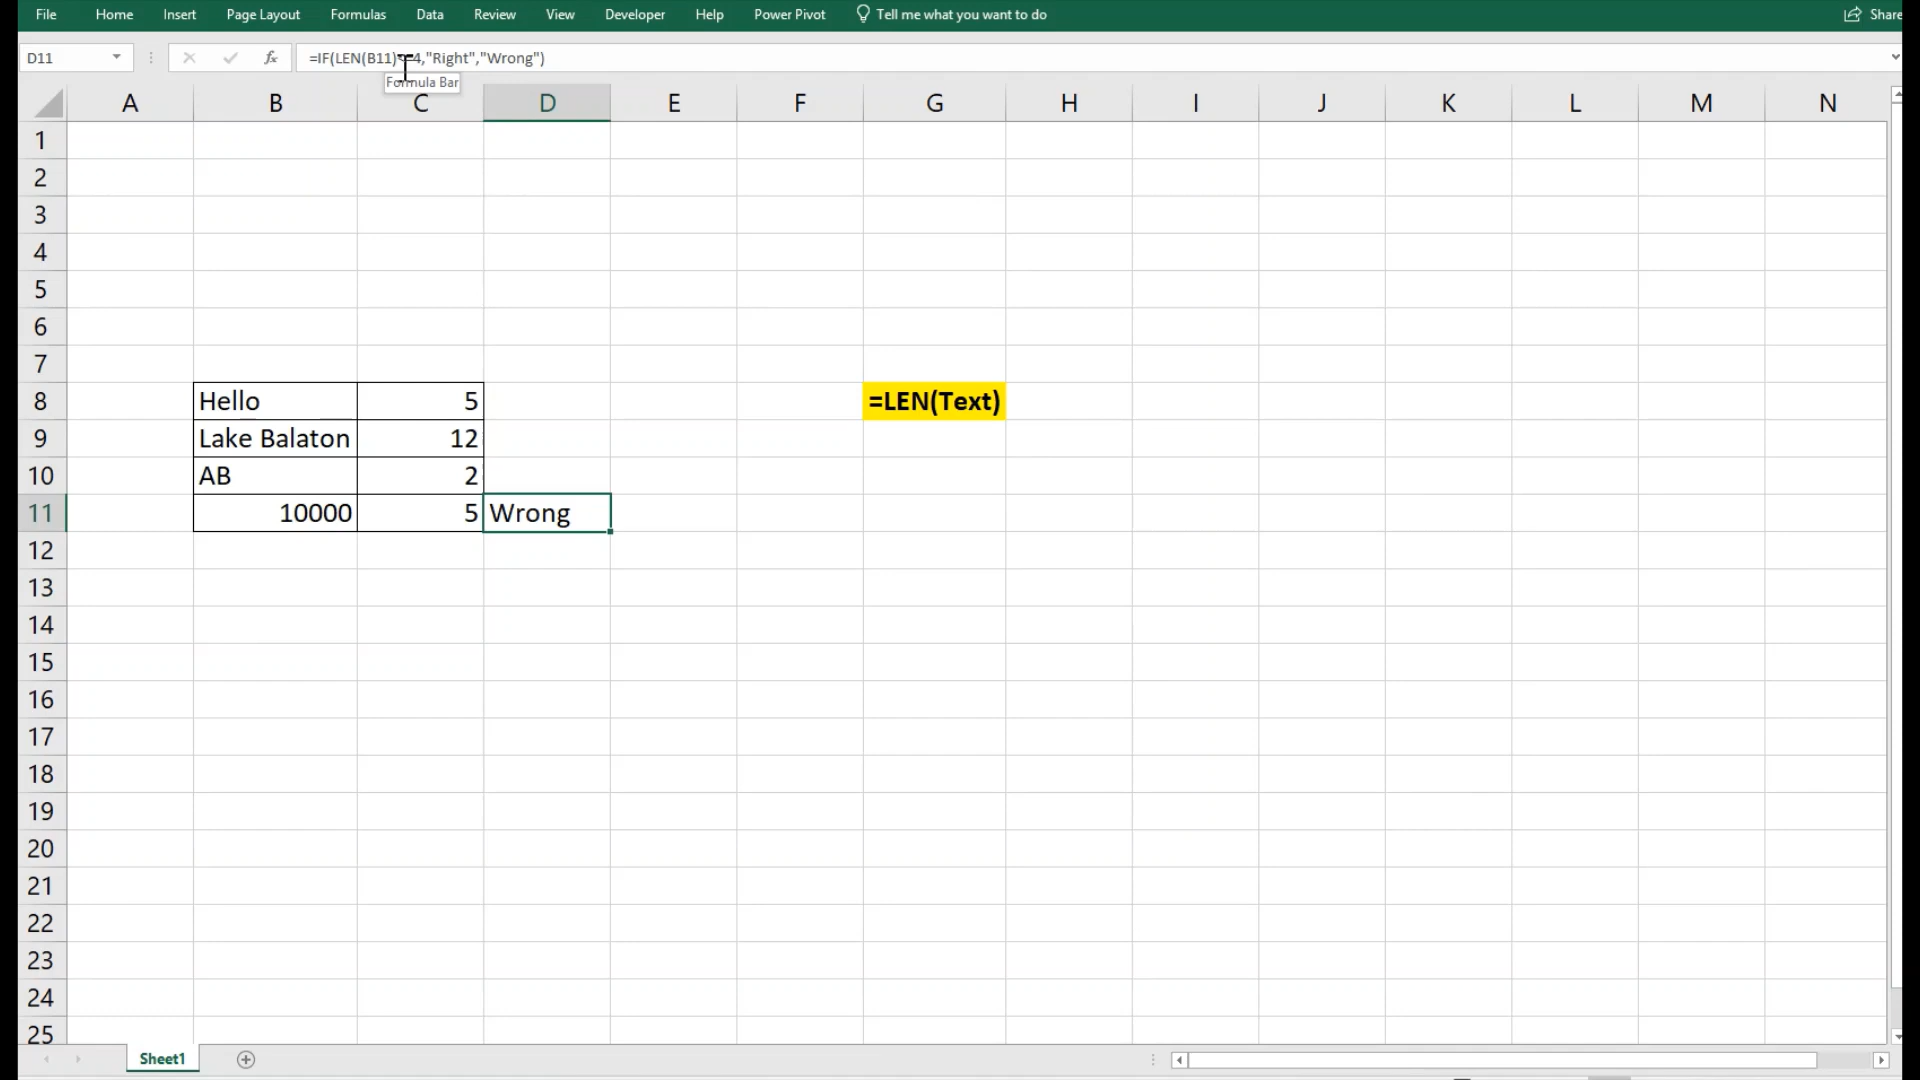 File Home Insert Page Layout Formulas Data Review View Developer Help Power Pivot Tell me what you want to do Share
D11 fx =IF(LEN(B11) 4,"Right","Wrong")
Formula Bar
A B C D E F G H I J K L M N
1
2
3
4
5
6
7
8 Hello 5 =LEN(Text)
9 Lake Balaton 12
10 AB 2
11 10000 5 Wrong
12
13
14
15
16
17
18
19
20
21
22
23
24
25
Sheet1